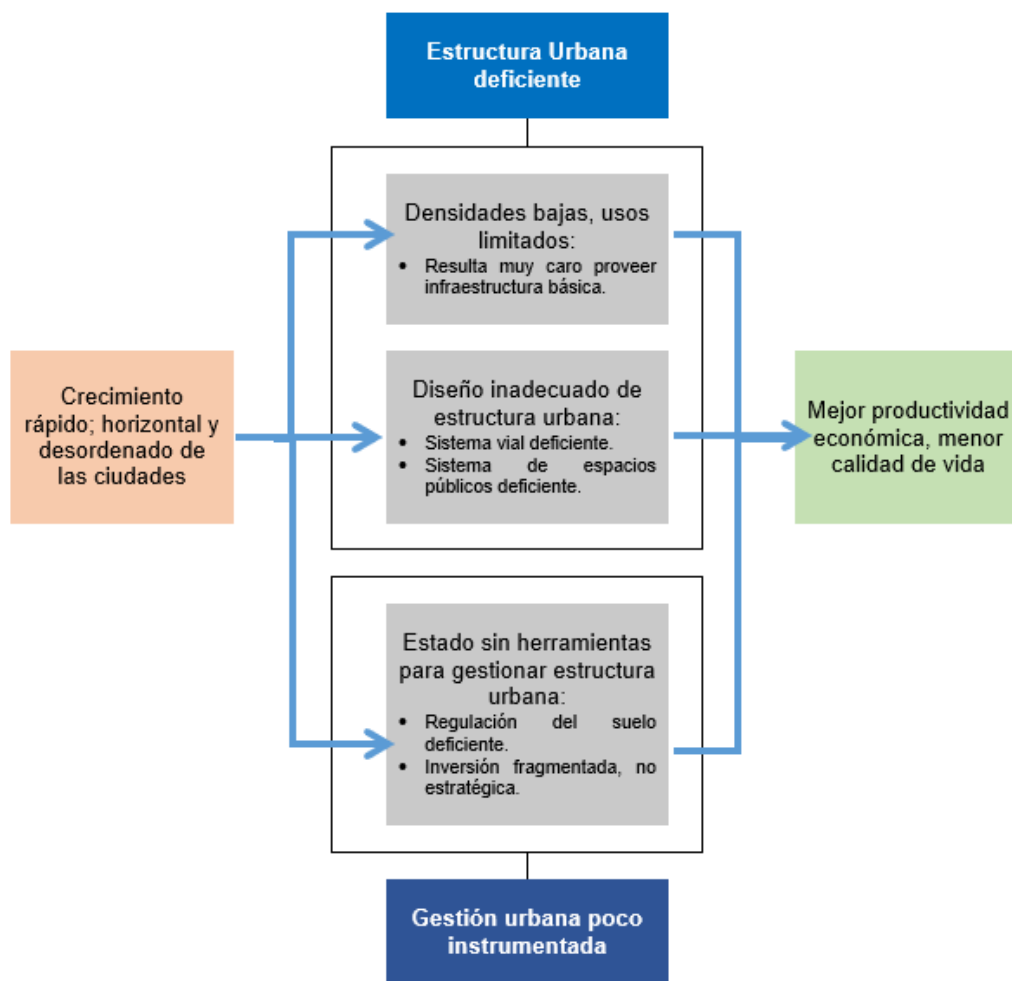 Estructura Urbana
deficiente
Densidades bajas, usos
limitados:
• Resulta muy caro proveer
infraestructura básica.
Crecimiento
rápido; horizontal y
desordenado de
las ciudades
Diseño inadecuado de
estructura urbana:
• Sistema vial deficiente.
• Sistema de espacios
públicos deficiente.
Mejor productividad
económica, menor
calidad de vida
Estado sin herramientas
para gestionar estructura
urbana:
• Regulación del suelo
deficiente.
• Inversión fragmentada, no
estratégica.
Gestión urbana poco
instrumentada